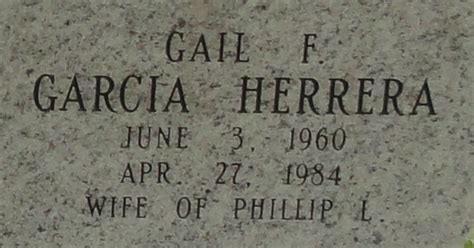 GAIL F.
GARCIA HERRERA
JUNE 3, 1960
APR. 27, 1984
WIFE OF PHILLIP L.